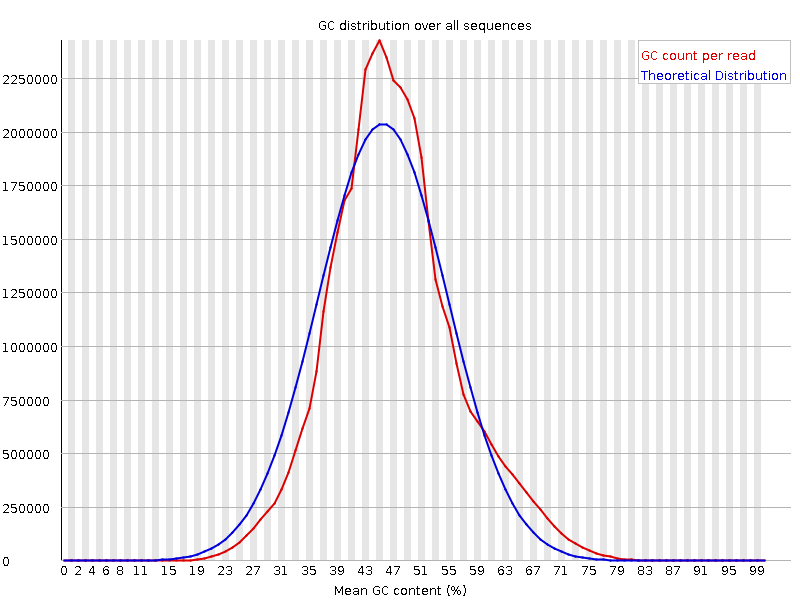 GC distribution over all sequences
GC count per read
Theoretical Distribution
2250000
2000000
1750000
1500000
1250000
1000000
750000
500000
250000
0
0 2 4 6 8 11 15 19 23 27 31 35 39 43 47 51 55 59 63 67 71 75 79 83 87 91 95 99
Mean GC content (%)